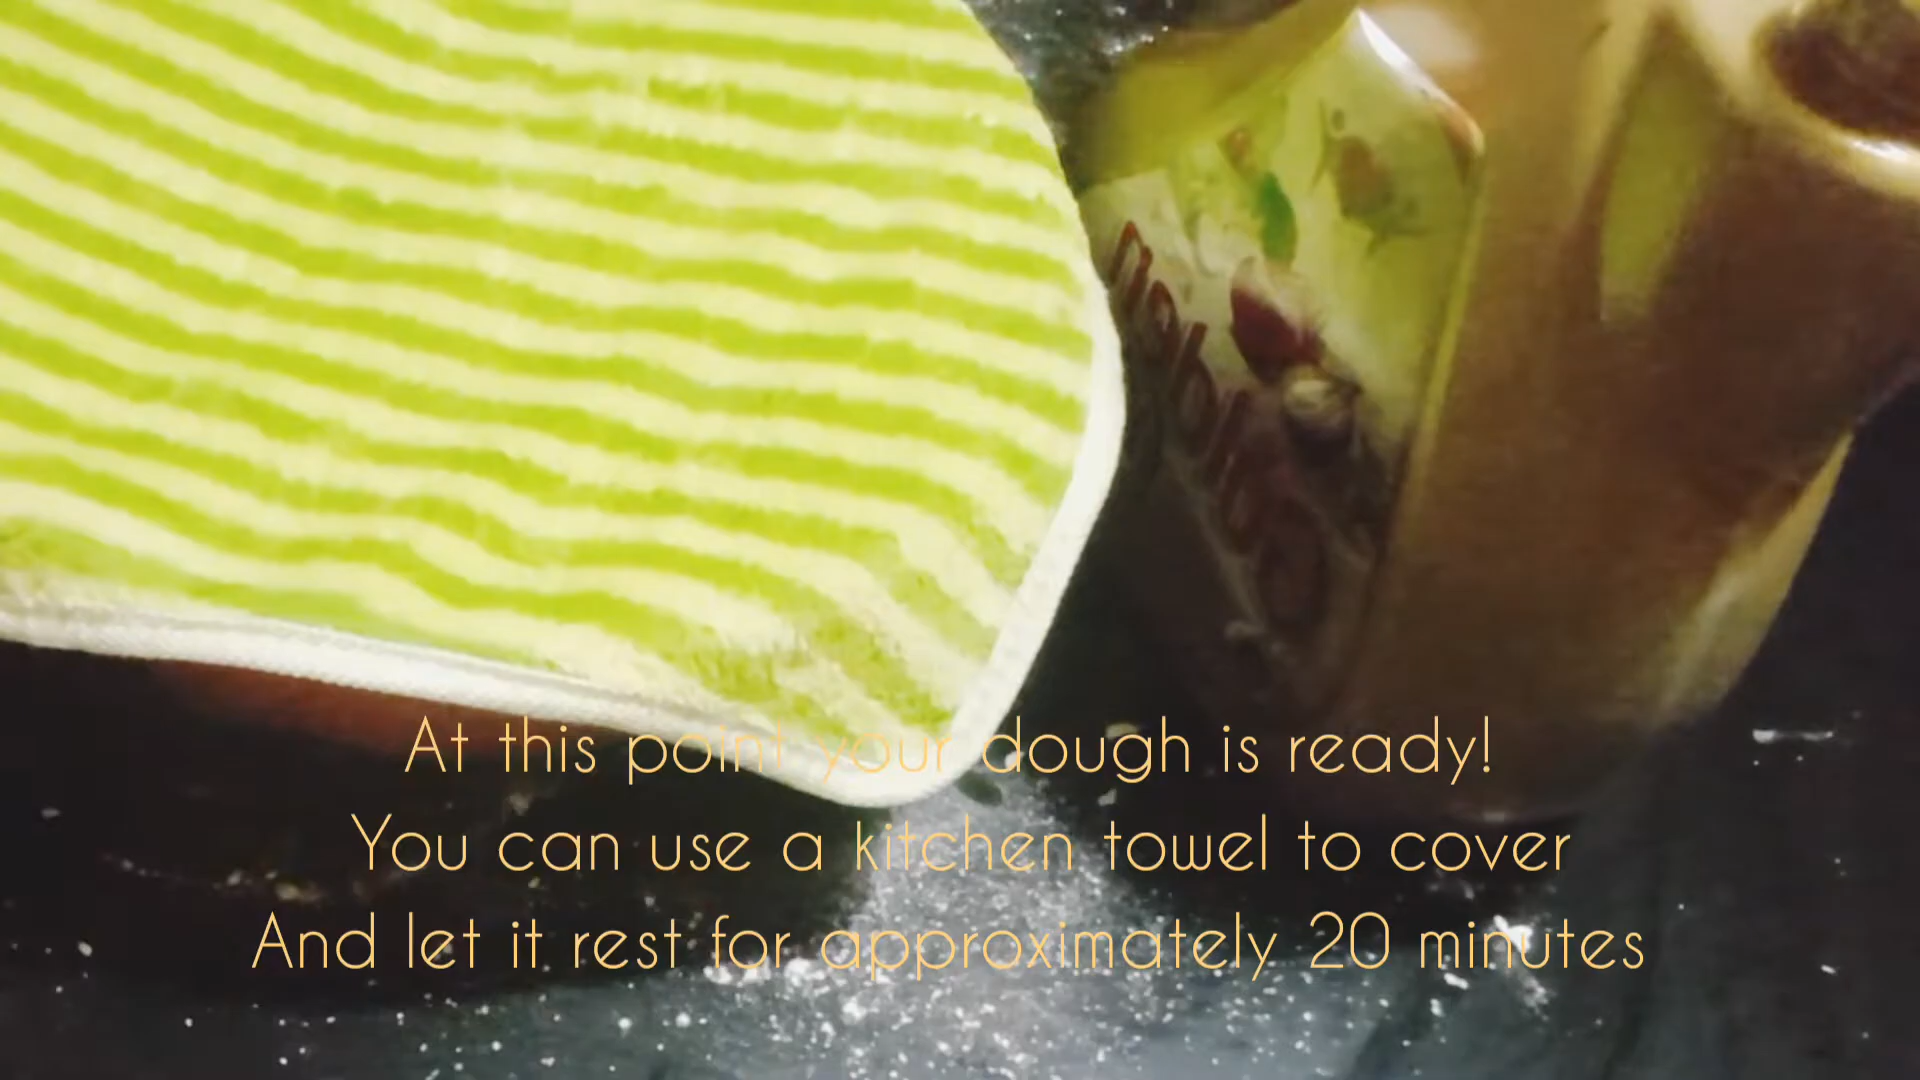 At this point your dough is ready!
You can use a kitchen towel to cover
And let it rest for approximately 20 minutes